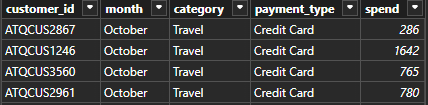 customer_id month category payment_type spend
ATQCUS2867 October Travel Credit Card 286
ATQCUS1246 October Travel Credit Card 1642
ATQCUS3560 October Travel Credit Card 765
ATQCUS2961 October Travel Credit Card 780